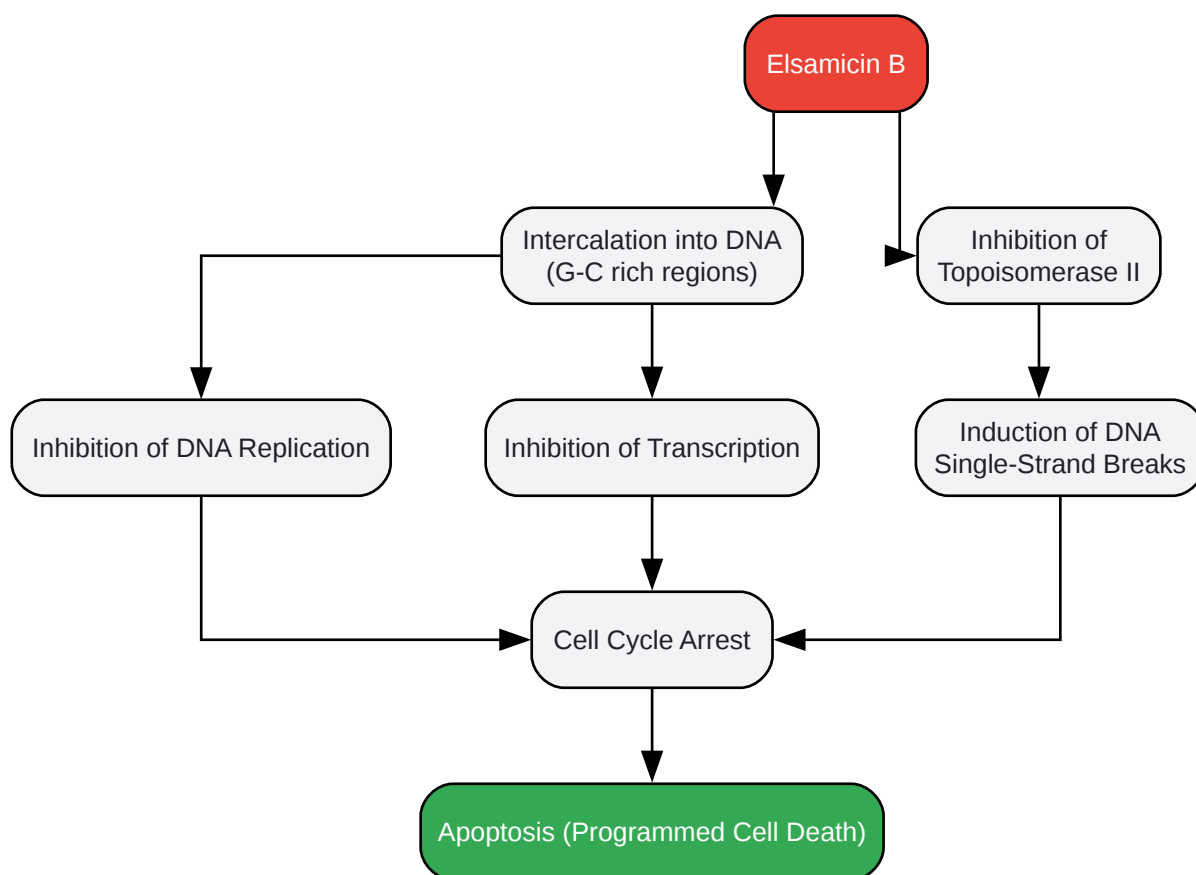 Elsamicin B
Intercalation into DNA
(G-C rich regions)
Inhibition of
Topoisomerase II
Inhibition of DNA Replication
Inhibition of Transcription
Induction of DNA
Single-Strand Breaks
Cell Cycle Arrest
Apoptosis (Programmed Cell Death)